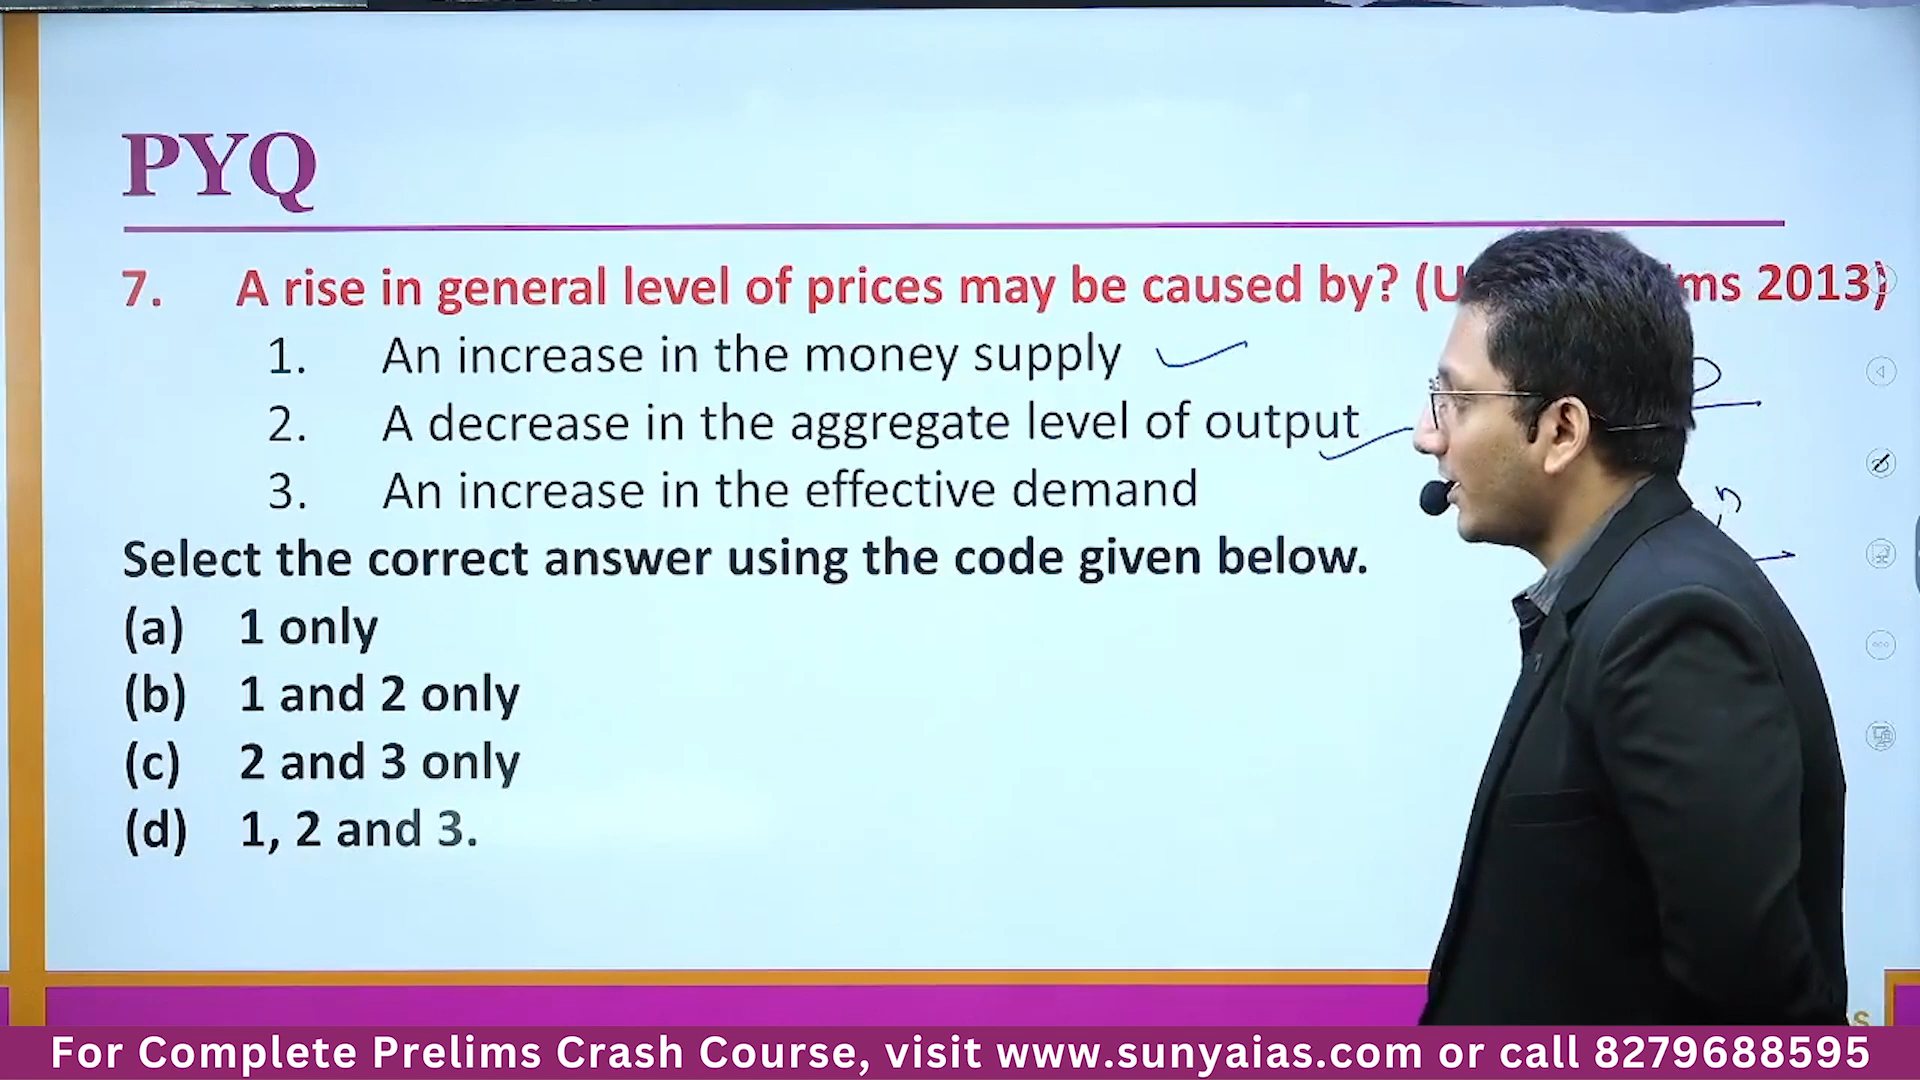 PYQ
7. A rise in general level of prices may be caused by? (U ms 2013)
1. An increase in the money supply
2. A decrease in the aggregate level of output
3. An increase in the effective demand
Select the correct answer using the code given below.
(a) 1 only
(b) 1 and 2 only
(c) 2 and 3 only
(d) 1, 2 and 3.
For Complete Prelims Crash Course, visit www.sunyaias.com or call 8279688595